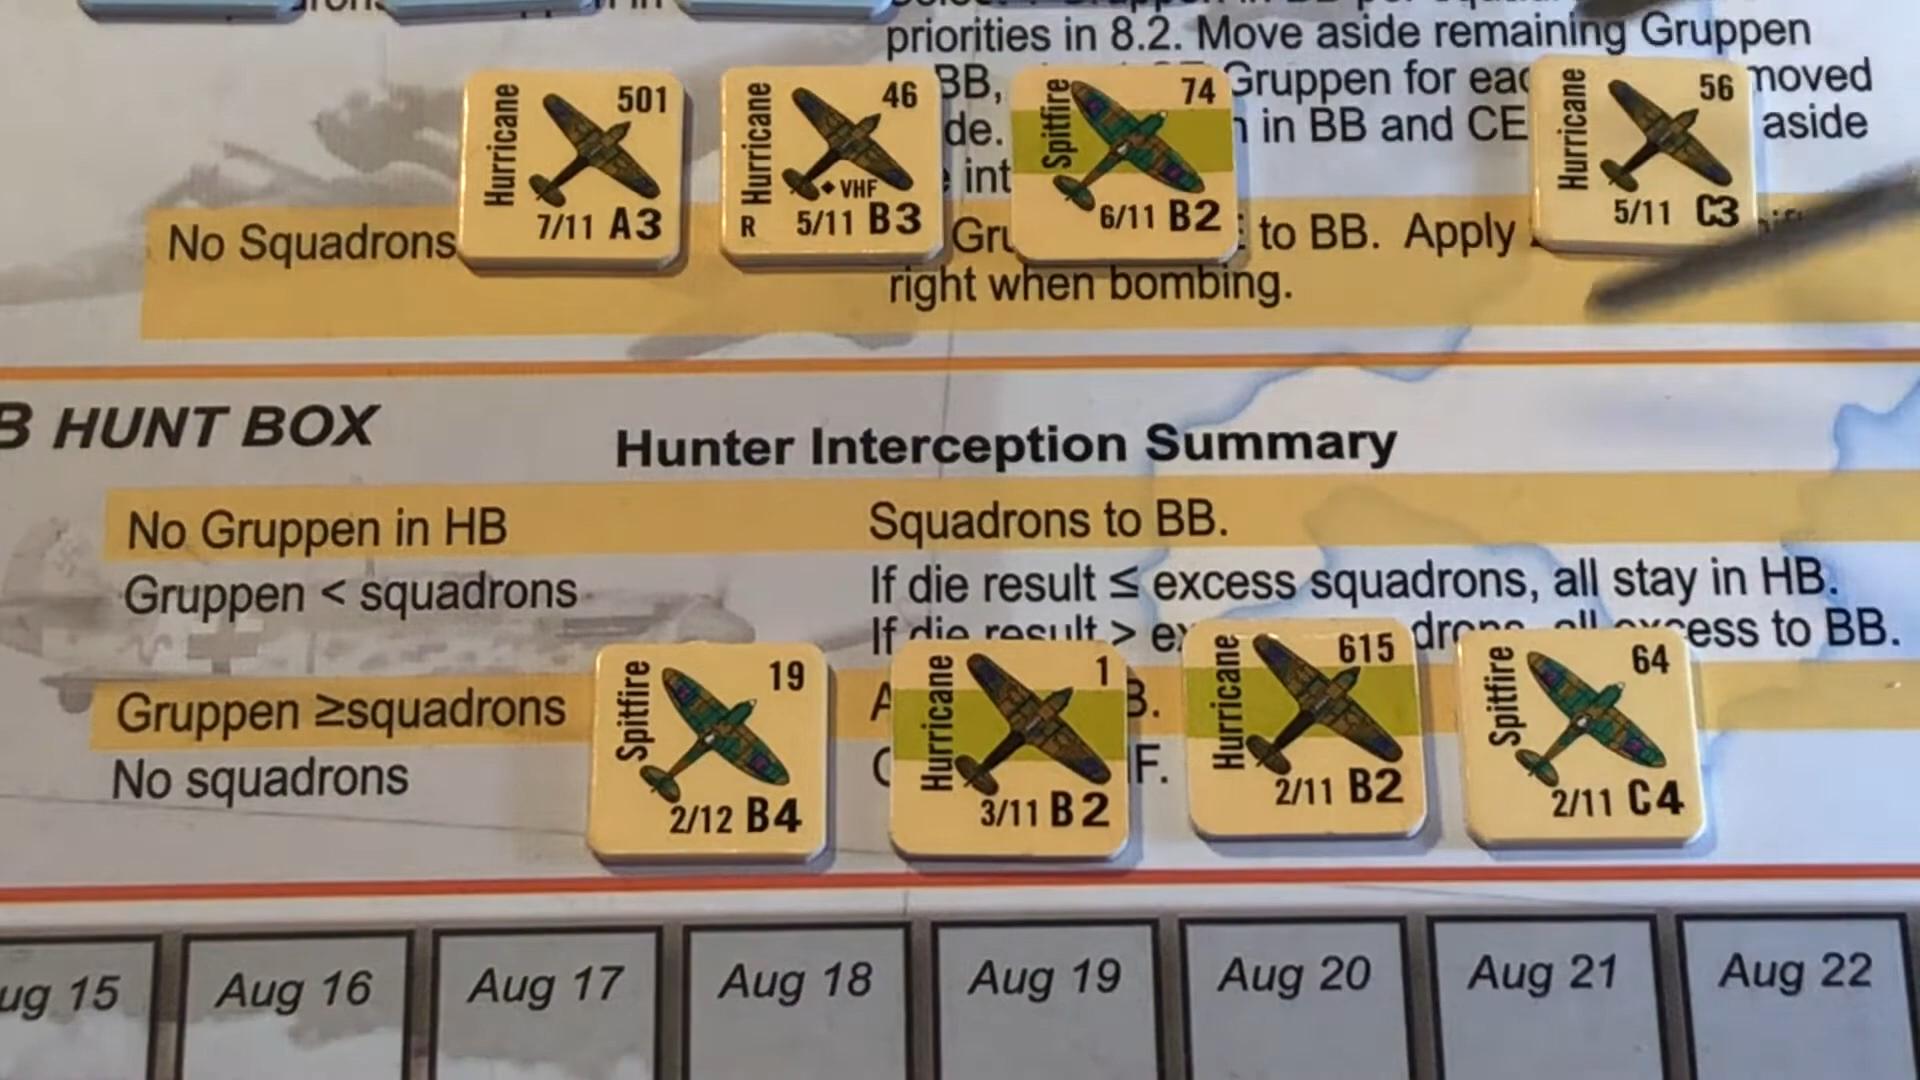 priorities in 8.2. Move aside remaining Gruppen
BB, Gruppen for moved
in BB and CE aside
Hurricane 501 7/11 A3
R Hurricane 46 ◆ VHF 5/11 B3
Spitfire 74 6/11 B2
Hurricane 56 5/11 C3
No Squadrons to BB. Apply
right when bombing.
HUNT BOX
Hunter Interception Summary
No Gruppen in HB Squadrons to BB.
Gruppen < squadrons If die result ≤ excess squadrons, all stay in HB.
If die result > to BB.
Gruppen ≥squadrons
No squadrons
Spitfire 19 2/12 B4
Hurricane 1 3/11 B2
Hurricane 615 2/11 B2
Spitfire 64 2/11 C4
15 Aug 16 Aug 17 Aug 18 Aug 19 Aug 20 Aug 21 Aug 22